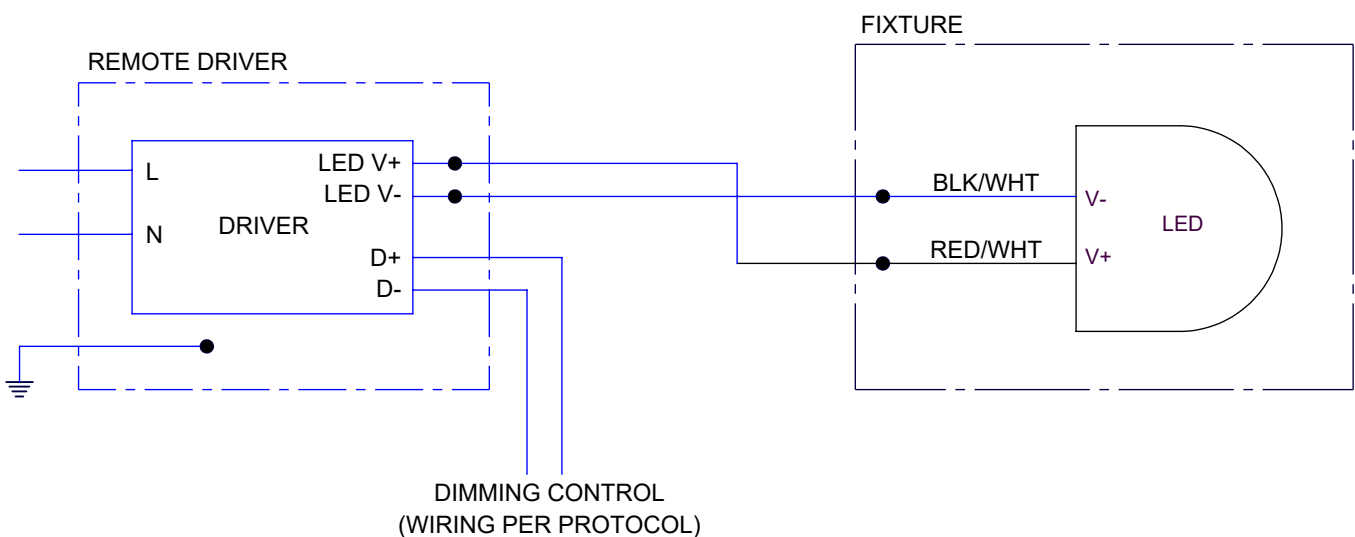 FIXTURE
REMOTE DRIVER
L
N
DRIVER
LED V+
LED V-
D+
D-
BLK/WHT
RED/WHT
V-
V+
LED
DIMMING CONTROL
(WIRING PER PROTOCOL)